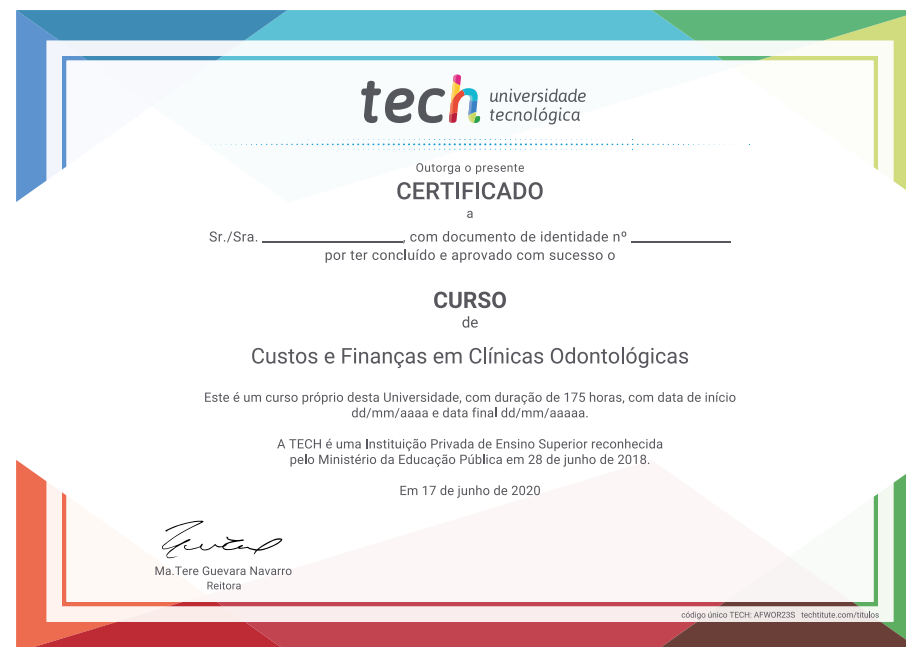 tech universidade
tecnológica
Outorga o presente
CERTIFICADO
a
Sr./Sra. ____________________, com documento de identidade nº ______________
por ter concluído e aprovado com sucesso o
CURSO
de
Custos e Finanças em Clínicas Odontológicas
Este é um curso próprio desta Universidade, com duração de 175 horas, com data de início
dd/mm/aaaa e data final dd/mm/aaaaa.
A TECH é uma Instituição Privada de Ensino Superior reconhecida
pelo Ministério da Educação Pública em 28 de junho de 2018.
Em 17 de junho de 2020
Ma.Tere Guevara Navarro
Reitora
código único TECH: AFWOR23S techtitute.com/títulos